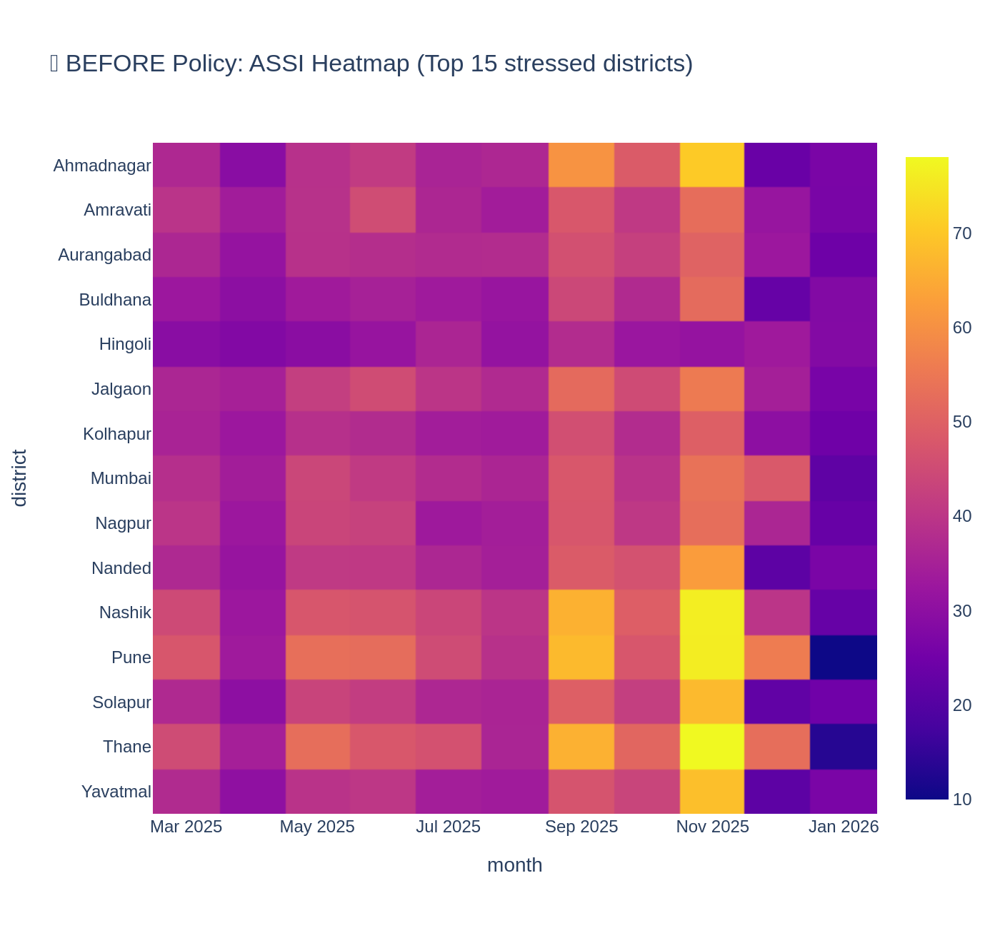 ▯ BEFORE Policy: ASSI Heatmap (Top 15 stressed districts)
Ahmadnagar
Amravati
Aurangabad
Buldhana
Hingoli
Jalgaon
Kolhapur
Mumbai
Nagpur
Nanded
Nashik
Pune
Solapur
Thane
Yavatmal
district
Mar 2025
May 2025
Jul 2025
Sep 2025
Nov 2025
Jan 2026
month
70
60
50
40
30
20
10